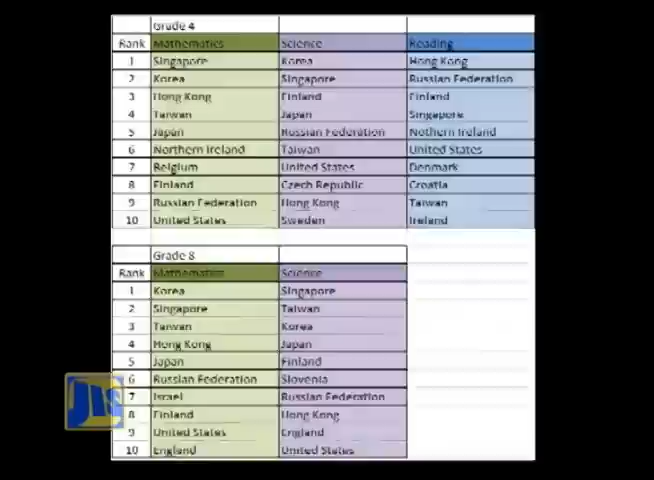 Grade 4
Rank Mathematics Science Reading
1 Singapore Korea Hong Kong
2 Korea Singapore Russian Federation
3 Hong Kong Finland Finland
4 Taiwan Japan Singapore
5 Japan Russian Federation Nothern Ireland
6 Northern Ireland Taiwan United States
7 Belgium United States Denmark
8 Finland Czech Republic Croatia
9 Russian Federation Hong Kong Taiwan
10 United States Sweden Ireland
Grade 8
Rank Mathematics Science
1 Korea Singapore
2 Singapore Taiwan
3 Taiwan Korea
4 Hong Kong Japan
5 Japan Finland
6 Russian Federation Slovenia
7 Israel Russian Federation
8 Finland Hong Kong
9 United States England
10 England United States
JIS